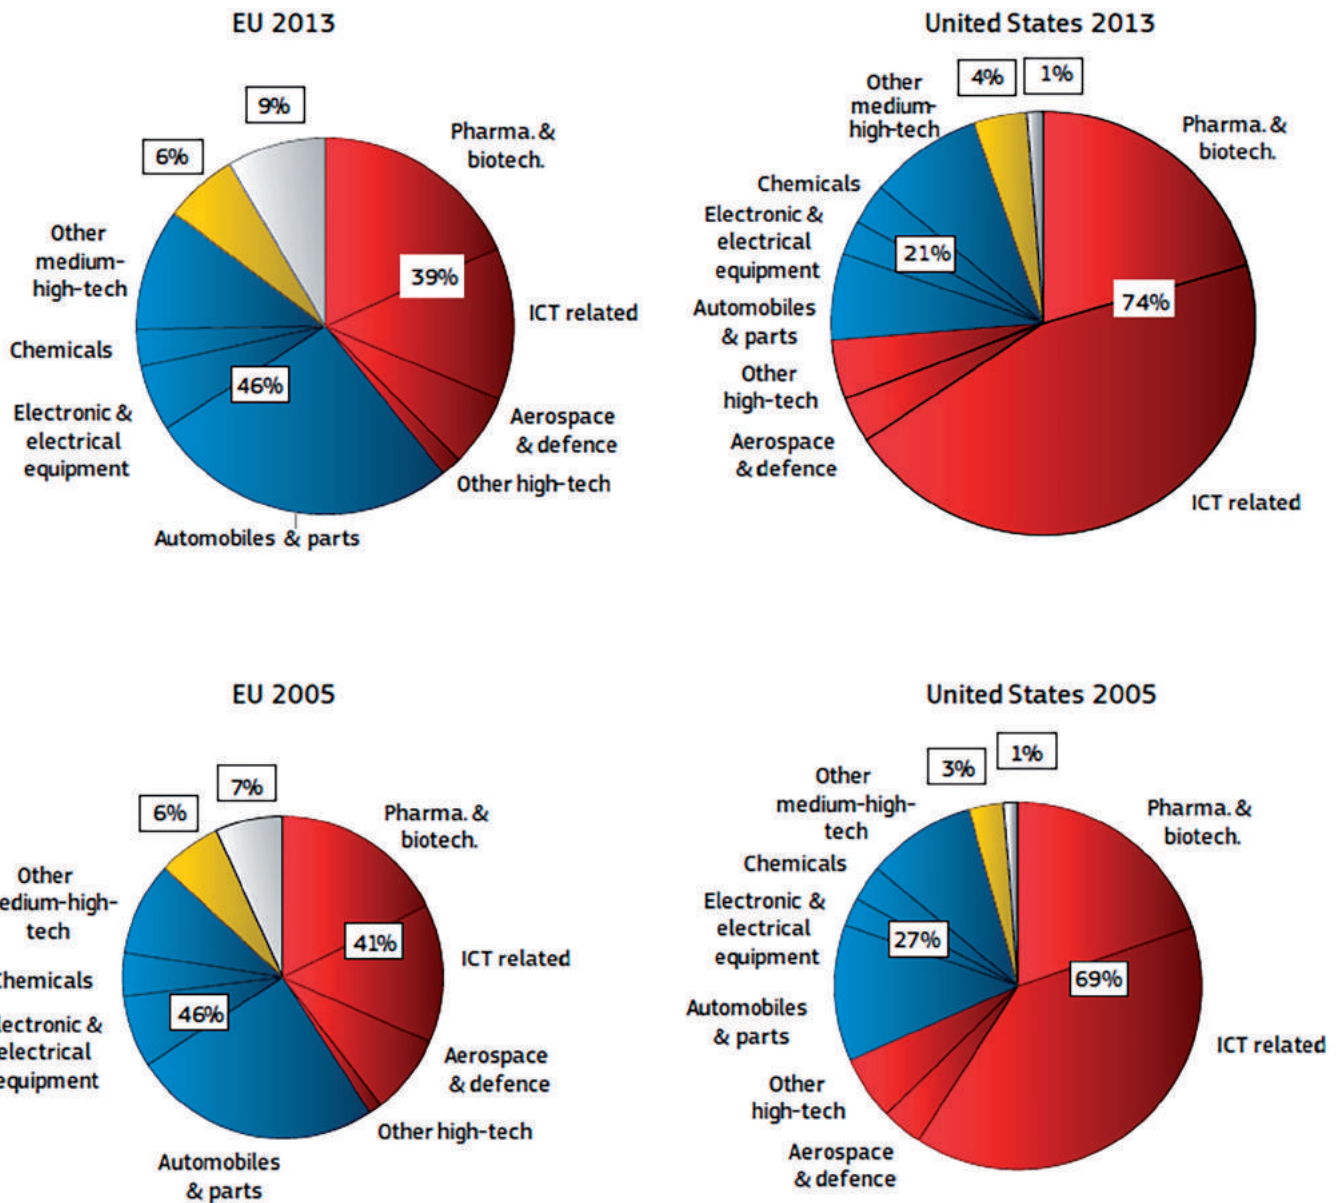 EU 2013
9%
6%
Pharma. &
biotech.
Other
medium-
high-tech
39%
ICT related
Chemicals
46%
Electronic &
electrical
equipment
Aerospace
& defence
Other high-tech
Automobiles & parts
United States 2013
4%
1%
Other
medium-
high-tech
Pharma. &
biotech.
Chemicals
Electronic &
electrical
equipment
21%
74%
Automobiles
& parts
Other
high-tech
Aerospace
& defence
ICT related
EU 2005
7%
6%
Pharma. &
biotech.
Other
edium-high-
tech
41%
ICT related
hemicals
46%
lectronic &
electrical
equipment
Aerospace
& defence
Other high-tech
Automobiles
& parts
United States 2005
1%
3%
Other
medium-high-
tech
Pharma. &
biotech.
Chemicals
Electronic &
electrical
equipment
27%
69%
Automobiles
& parts
ICT related
Other
high-tech
Aerospace
& defence